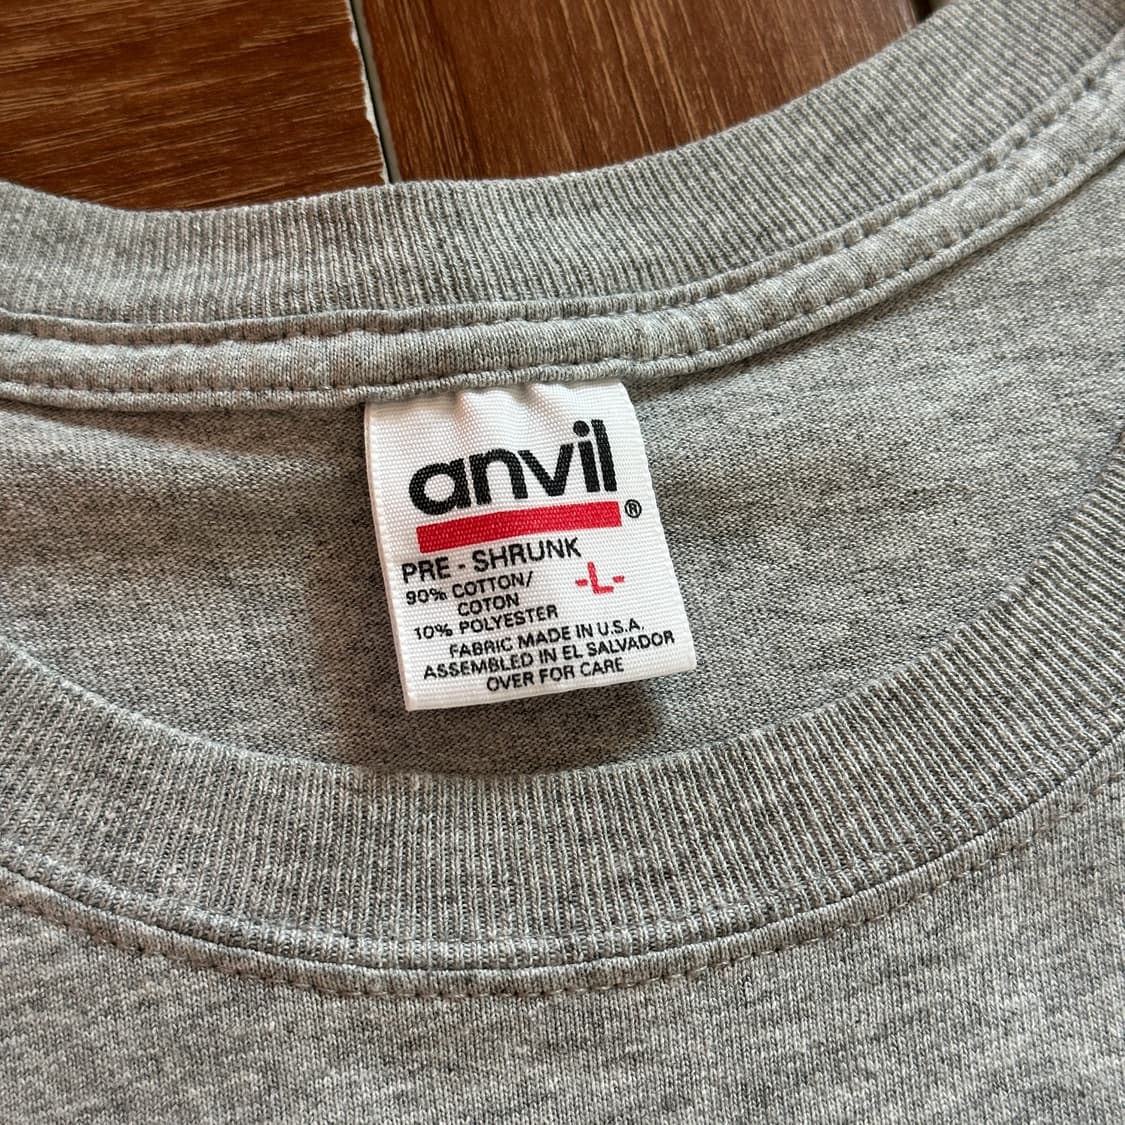 anvil®
PRE - SHRUNK
90% COTTON/ -L-
COTON
10% POLYESTER
FABRIC MADE IN U.S.A.
ASSEMBLED IN EL SALVADOR
OVER FOR CARE